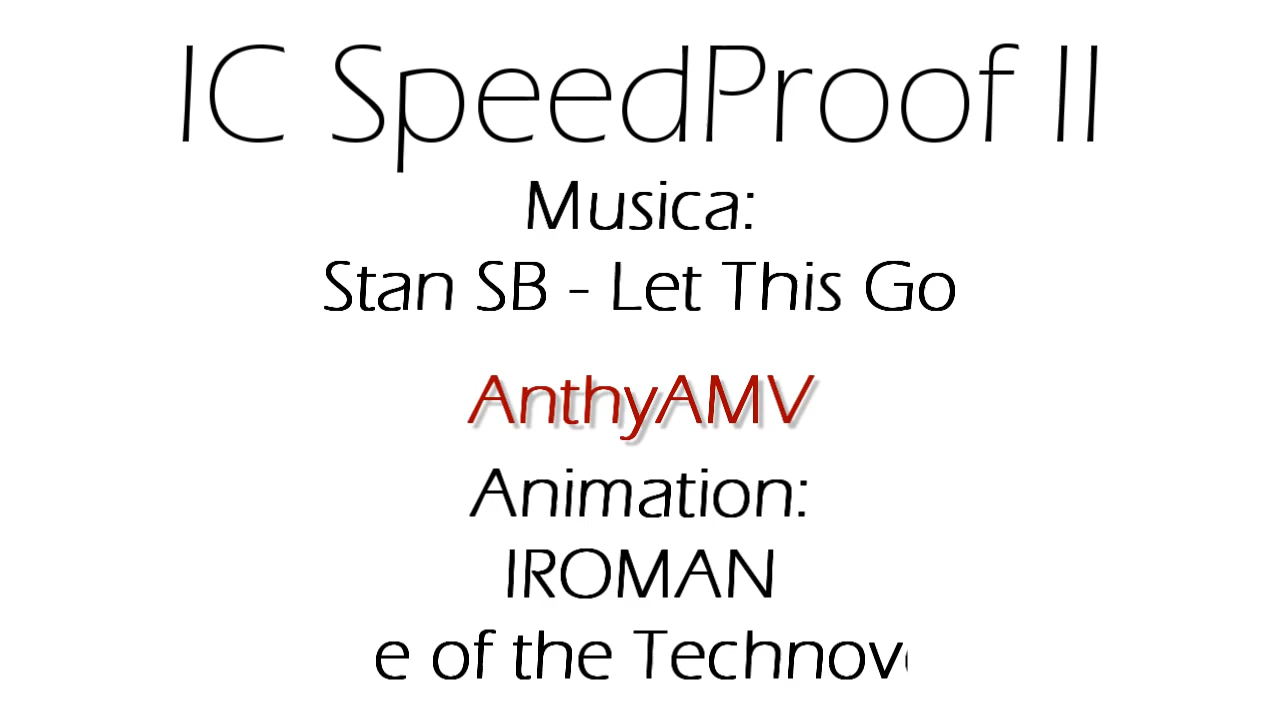 IC SpeedProof II
Musica:
Stan SB - Let This Go
AnthyAMV
Animation:
IROMAN
e of the Technov